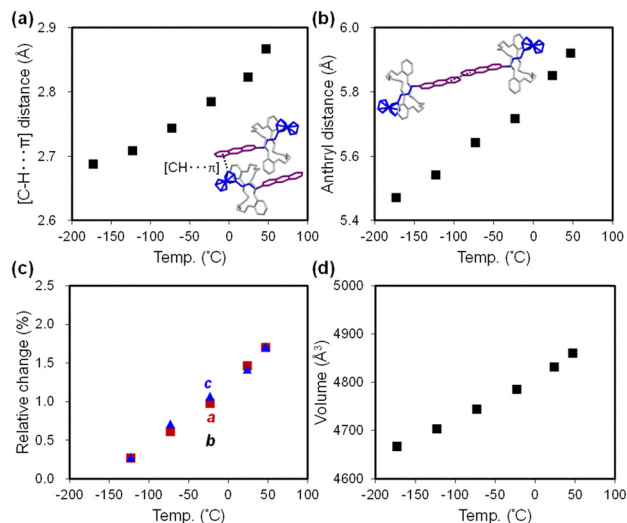 (a)
2.9
2.8
2.7
2.6
[C-H···π] distance (Å)
[CH···π]
-200 -150 -100 -50 0 50 100
Temp. (˚C)
(b)
6.0
5.8
5.6
5.4
Anthryl distance (Å)
-200 -150 -100 -50 0 50 100
Temp. (˚C)
(c)
2.5
2.0
1.5
1.0
0.5
0.0
Relative change (%)
c
a
b
-200 -150 -100 -50 0 50 100
Temp. (˚C)
(d)
5000
4900
4800
4700
4600
Volume (Å3)
-200 -150 -100 -50 0 50 100
Temp. (˚C)